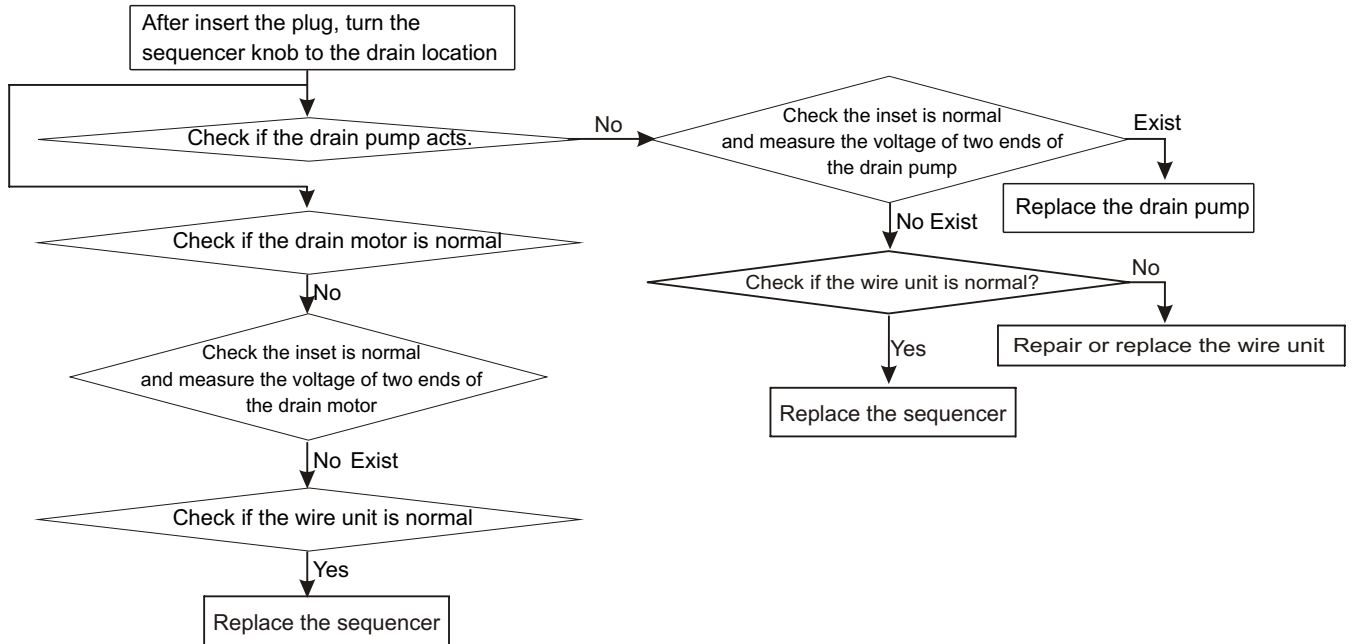 After insert the plug, turn the
sequencer knob to the drain location
Check if the drain pump acts.
No
Check the inset is normal
and measure the voltage of two ends of
the drain pump
Exist
Replace the drain pump
No Exist
Check if the wire unit is normal?
No
Repair or replace the wire unit
Yes
Replace the sequencer
Check if the drain motor is normal
No
Check the inset is normal
and measure the voltage of two ends of
the drain motor
No Exist
Check if the wire unit is normal
Yes
Replace the sequencer